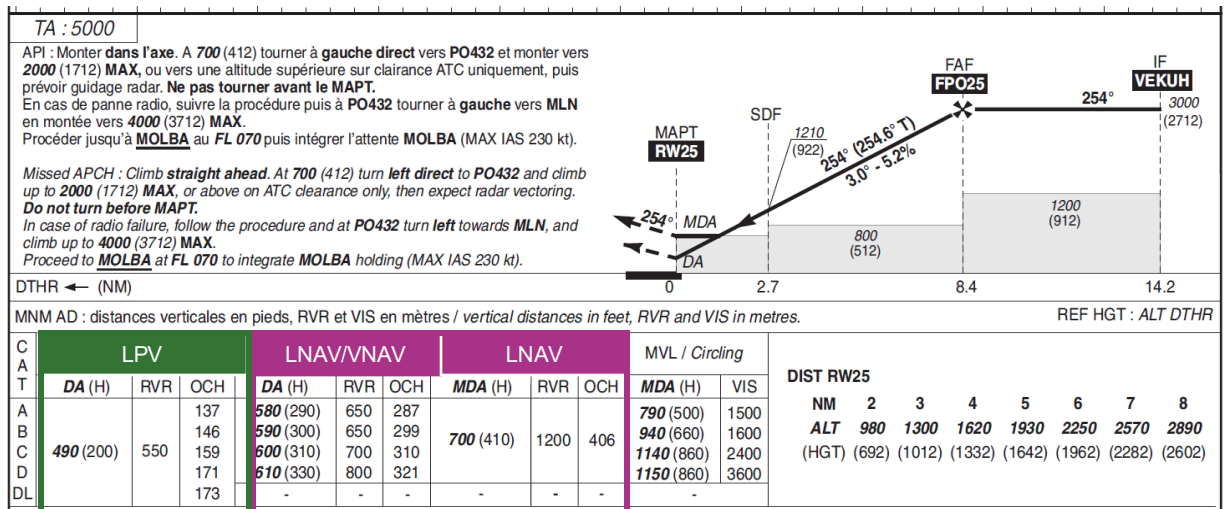 TA : 5000
API : Monter dans l'axe. A 700 (412) tourner à gauche direct vers PO432 et monter vers
2000 (1712) MAX, ou vers une altitude supérieure sur clairance ATC uniquement, puis
prévoir guidage radar. Ne pas tourner avant le MAPT.
En cas de panne radio, suivre la procédure puis à PO432 tourner à gauche vers MLN
en montée vers 4000 (3712) MAX.
Procéder jusqu'à MOLBA au FL 070 puis intégrer l'attente MOLBA (MAX IAS 230 kt).
Missed APCH : Climb straight ahead. At 700 (412) turn left direct to PO432 and climb
up to 2000 (1712) MAX, or above on ATC clearance only, then expect radar vectoring.
Do not turn before MAPT.
In case of radio failure, follow the procedure and at PO432 turn left towards MLN, and
climb up to 4000 (3712) MAX.
Proceed to MOLBA at FL 070 to integrate MOLBA holding (MAX IAS 230 kt).
MAPT
RW25
SDF
FAF
FPO25
IF
VEKUH
254°
3000
(2712)
1210
(922)
254° (254.6° T)
3.0° - 5.2%
1200
(912)
254°
MDA
800
(512)
DA
DTHR (NM) 0 2.7 8.4 14.2
MNM AD : distances verticales en pieds, RVR et VIS en mètres / vertical distances in feet, RVR and VIS in metres. REF HGT : ALT DTHR
CAT LPV LNAV/VNAV LNAV MVL / Circling
DA (H) RVR OCH DA (H) RVR OCH MDA (H) RVR OCH MDA (H) VIS
A 137 580 (290) 650 287 790 (500) 1500
B 146 590 (300) 650 299 940 (660) 1600
490 (200) 550 700 (410) 1200 406
C 159 600 (310) 700 310 1140 (860) 2400
D 171 610 (330) 800 321 1150 (860) 3600
DL 173 - - - - - - -
DIST RW25
NM 2 3 4 5 6 7 8
ALT 980 1300 1620 1930 2250 2570 2890
(HGT) (692) (1012) (1332) (1642) (1962) (2282) (2602)